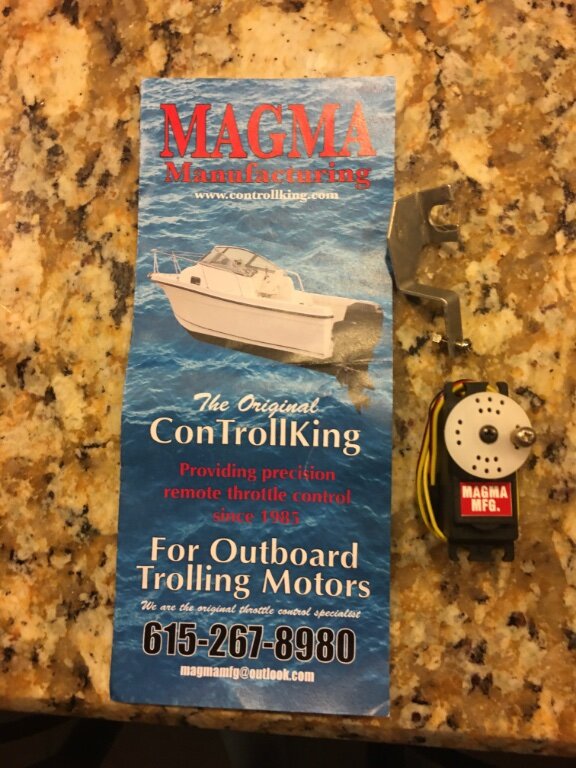 MAGMA
Manufacturing
www.controllking.com
The Original
ConTrollKing
Providing precision
remote throttle control
since 1985
For Outboard
Trolling Motors
We are the original throttle control specialist
615-267-8980
magmamfg@outlook.com
MAGMA
MFG.